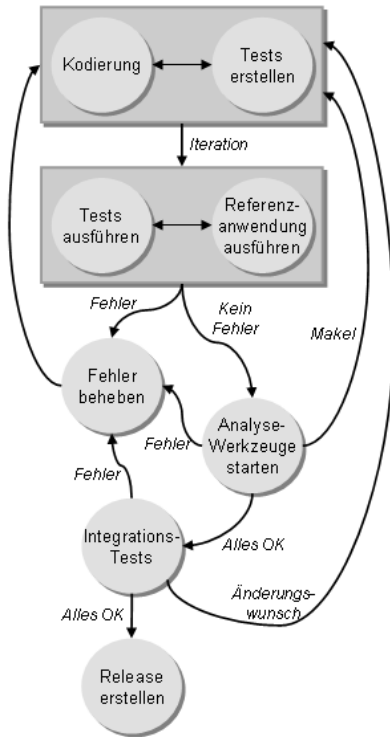 Kodierung
Tests
erstellen
Iteration
Tests
ausführen
Referenz-
anwendung
ausführen
Fehler
Kein
Fehler
Makel
Fehler
beheben
Fehler
Analyse-
Werkzeuge
starten
Fehler
Integrations-
Tests
Alles OK
Änderungs-
wunsch
Alles OK
Release
erstellen